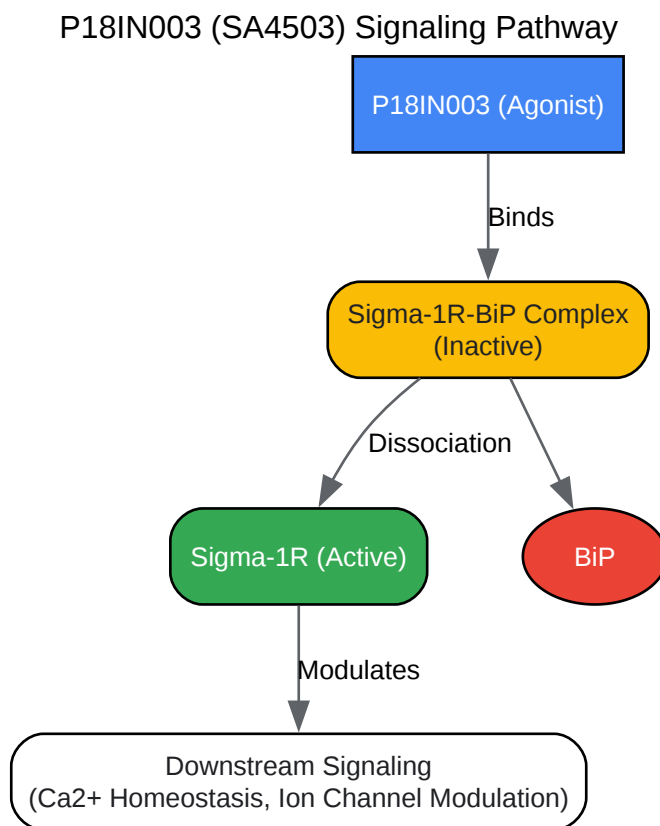 P18IN003 (SA4503) Signaling Pathway
P18IN003 (Agonist)
Binds
Sigma-1R-BiP Complex
(Inactive)
Dissociation
Sigma-1R (Active)
BiP
Modulates
Downstream Signaling
(Ca2+ Homeostasis, Ion Channel Modulation)